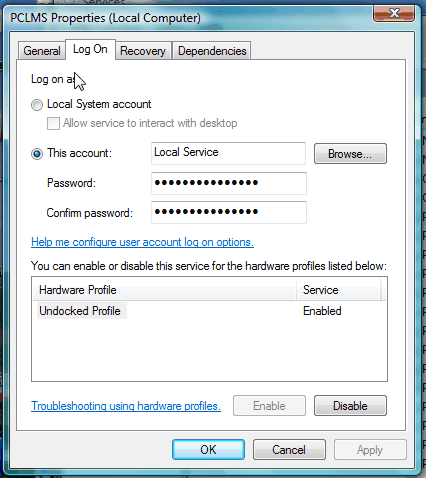 Services
PCLMS Properties (Local Computer)
General Log On Recovery Dependencies
Log on as
Local System account
Allow service to interact with desktop
This account: Local Service Browse...
Password: •••••••••••••••
Confirm password: •••••••••••••••
Help me configure user account log on options.
You can enable or disable this service for the hardware profiles listed below:
Hardware Profile Service
Undocked Profile Enabled
Troubleshooting using hardware profiles. Enable Disable
OK Cancel Apply